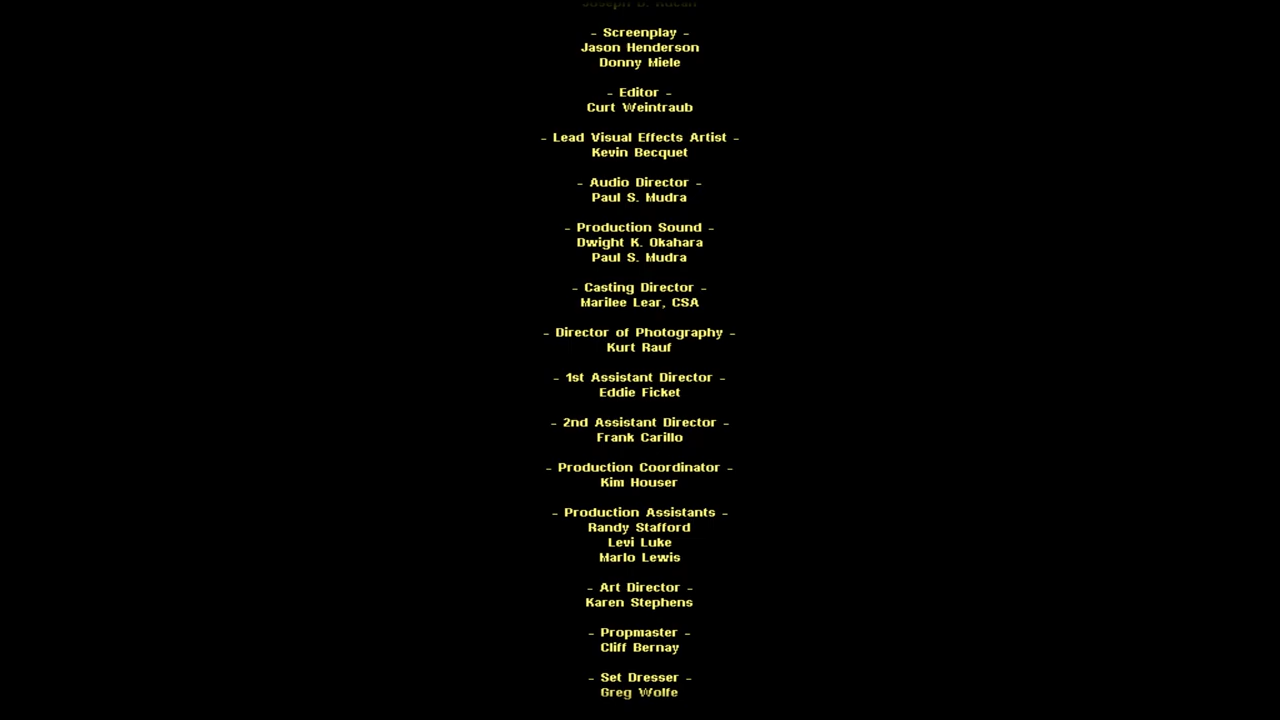 - Screenplay -
Jason Henderson
Donny Miele
- Editor -
Curt Weintraub
- Lead Visual Effects Artist -
Kevin Becquet
- Audio Director -
Paul S. Mudra
- Production Sound -
Dwight K. Okahara
Paul S. Mudra
- Casting Director -
Marilee Lear, CSA
- Director of Photography -
Kurt Rauf
- 1st Assistant Director -
Eddie Ficket
- 2nd Assistant Director -
Frank Carillo
- Production Coordinator -
Kim Houser
- Production Assistants -
Randy Stafford
Levi Luke
Marlo Lewis
- Art Director -
Karen Stephens
- Propmaster -
Cliff Bernay
- Set Dresser -
Greg Wolfe